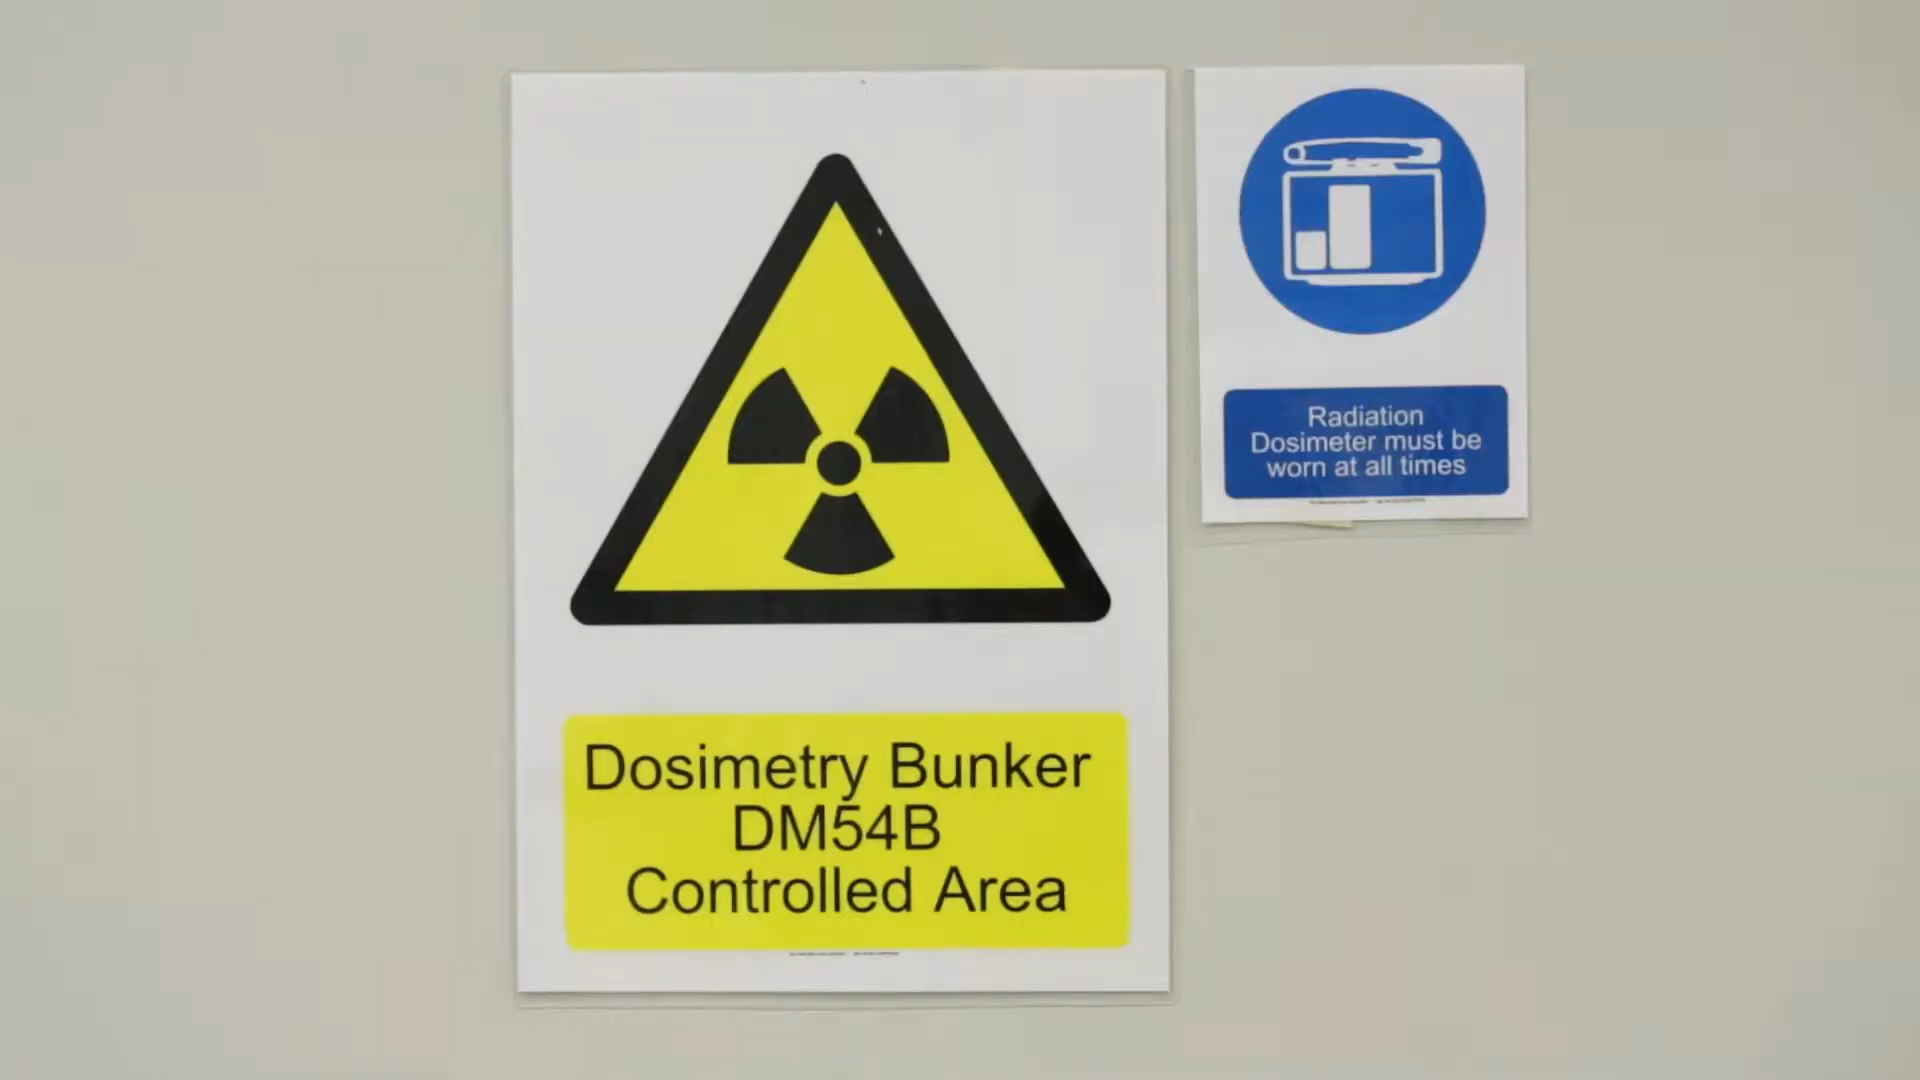 Dosimetry Bunker
DM54B
Controlled Area
Radiation
Dosimeter must be
worn at all times